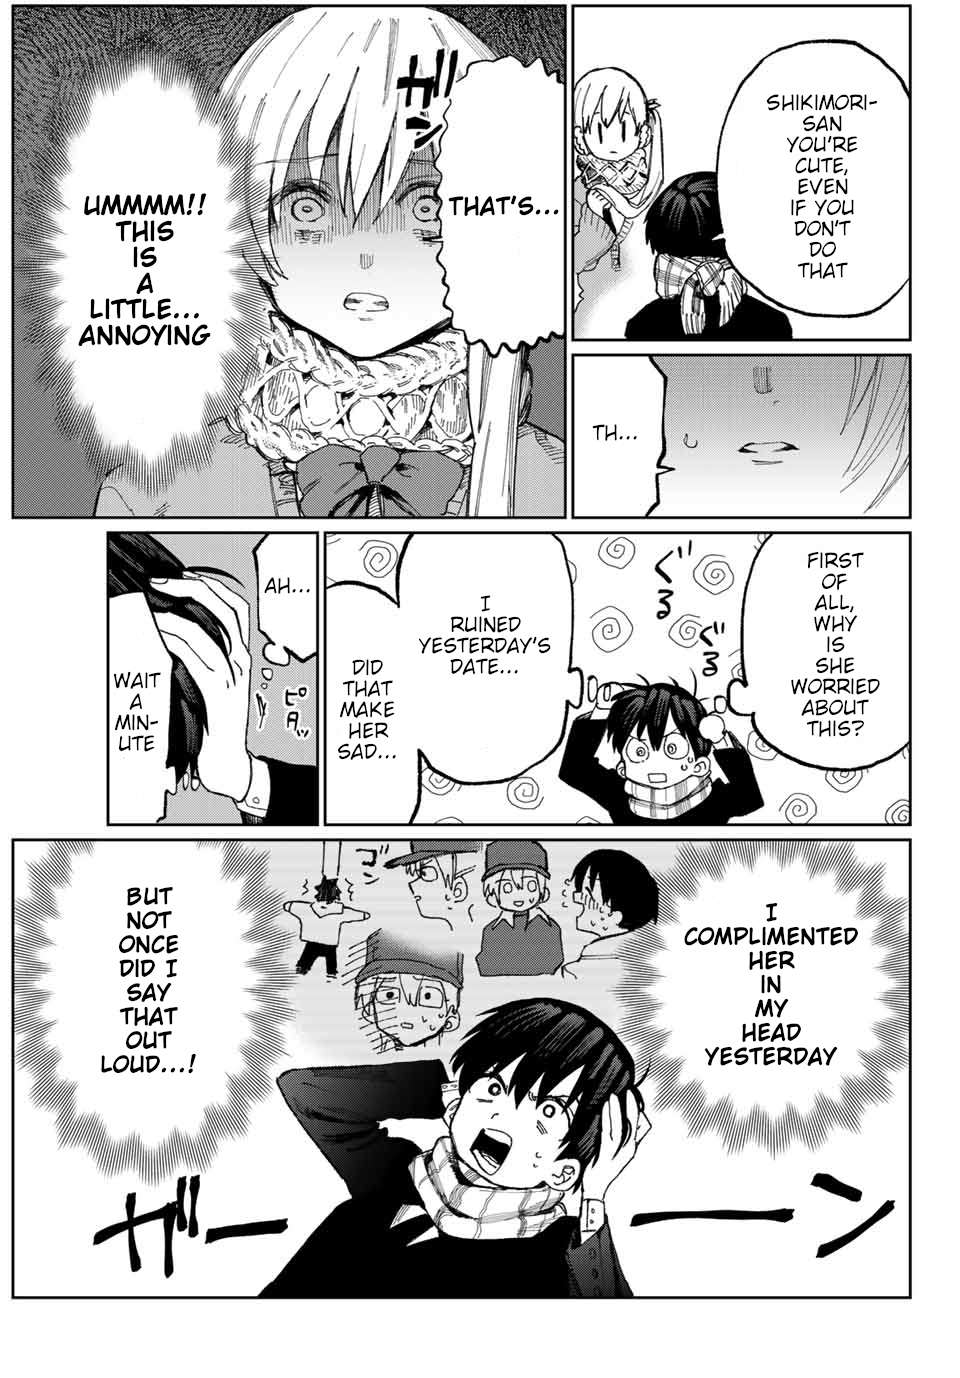 SHIKIMORI-
SAN
YOU'RE
CUTE,
EVEN
IF YOU
DON'T
DO
THAT
TH...
THAT'S...
ガーン
UMMMM!!
THIS
IS
A
LITTLE...
ANNOYING
FIRST
OF
ALL,
WHY
IS
SHE
WORRIED
ABOUT
THIS?
ぐるぐる
I
RUINED
YESTERDAY'S
DATE...
DID
THAT
MAKE
HER
SAD...
AH...
ピタッ
WAIT
A
MIN-
UTE
I
COMPLIMENTED
HER
IN
MY
HEAD
YESTERDAY
BUT
NOT
ONCE
DID I
SAY
THAT
OUT
LOUD...!
ガーーン